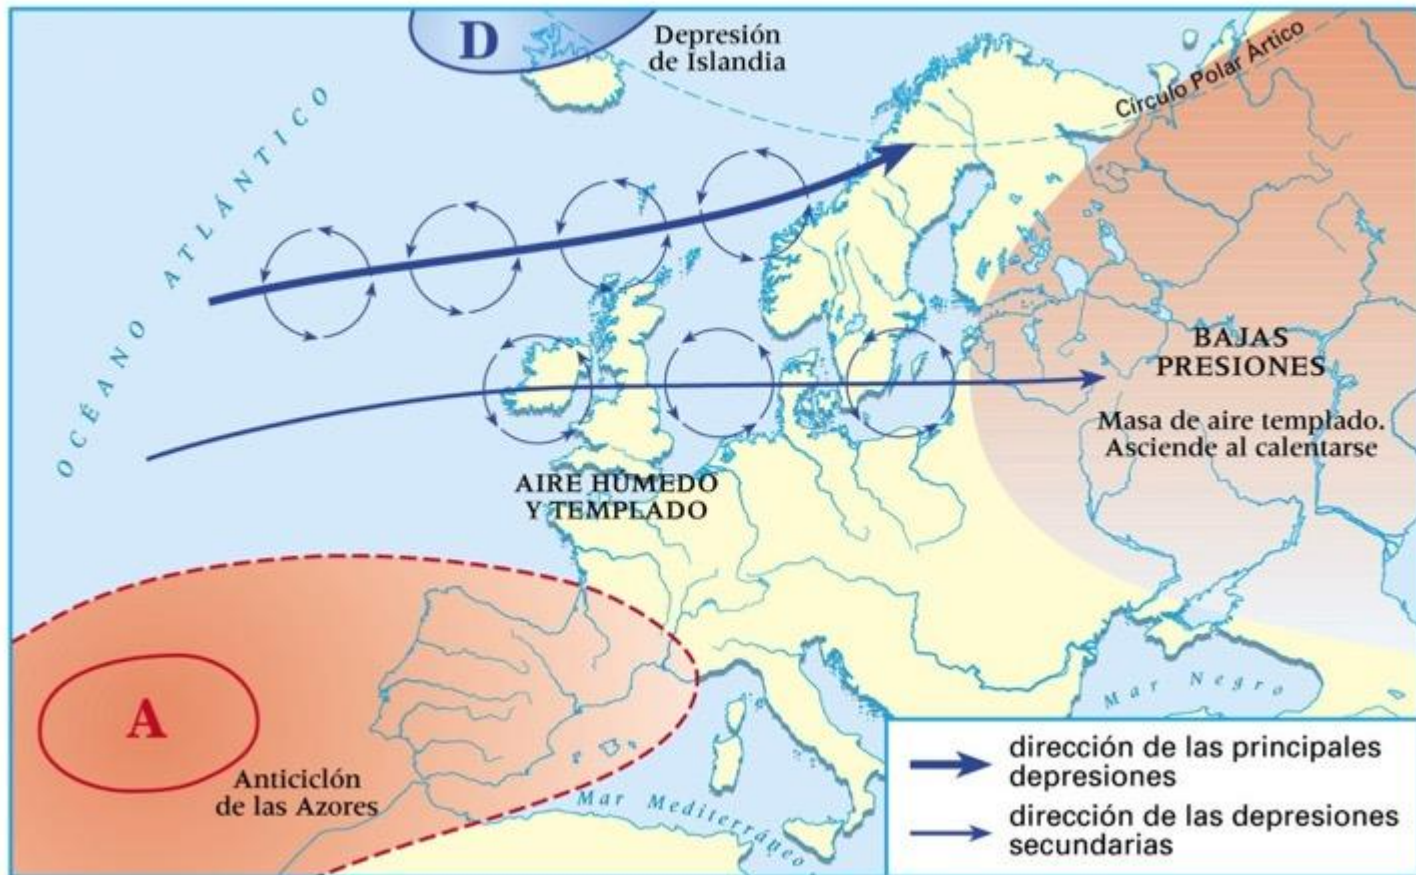 D
Depresión
de Islandia
Círculo Polar Ártico
OCÉANO ATLÁNTICO
BAJAS
PRESIONES
Masa de aire templado.
Asciende al calentarse
AIRE HÚMEDO
Y TEMPLADO
A
Anticiclón
de las Azores
Mar Mediterráneo
Mar Negro
dirección de las principales
depresiones
dirección de las depresiones
secundarias